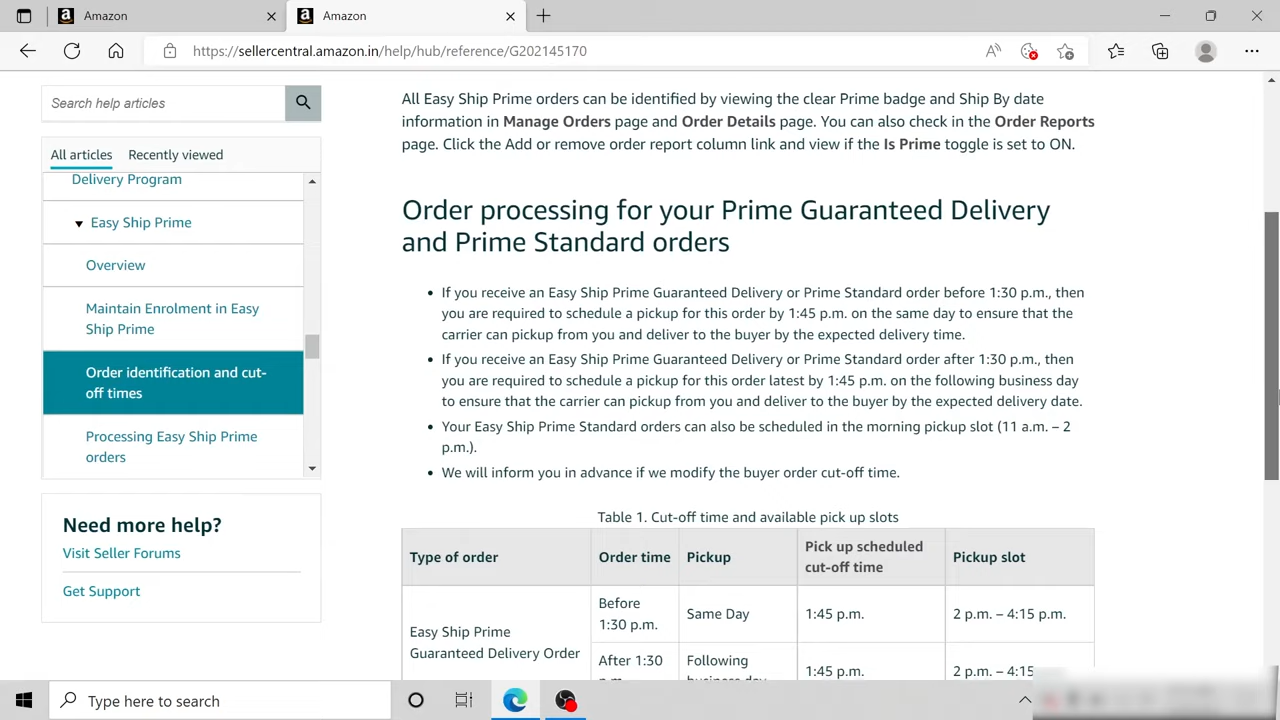 Amazon
Amazon
https://sellercentral.amazon.in/help/hub/reference/G202145170
Search help articles
All articles Recently viewed
Delivery Program
Easy Ship Prime
Overview
Maintain Enrolment in Easy
Ship Prime
Order identification and cut-
off times
Processing Easy Ship Prime
orders
Need more help?
Visit Seller Forums
Get Support
All Easy Ship Prime orders can be identified by viewing the clear Prime badge and Ship By date
information in Manage Orders page and Order Details page. You can also check in the Order Reports
page. Click the Add or remove order report column link and view if the Is Prime toggle is set to ON.
Order processing for your Prime Guaranteed Delivery
and Prime Standard orders
• If you receive an Easy Ship Prime Guaranteed Delivery or Prime Standard order before 1:30 p.m., then
you are required to schedule a pickup for this order by 1:45 p.m. on the same day to ensure that the
carrier can pickup from you and deliver to the buyer by the expected delivery time.
• If you receive an Easy Ship Prime Guaranteed Delivery or Prime Standard order after 1:30 p.m., then
you are required to schedule a pickup for this order latest by 1:45 p.m. on the following business day
to ensure that the carrier can pickup from you and deliver to the buyer by the expected delivery date.
• Your Easy Ship Prime Standard orders can also be scheduled in the morning pickup slot (11 a.m. – 2
p.m.).
• We will inform you in advance if we modify the buyer order cut-off time.
Table 1. Cut-off time and available pick up slots
Type of order Order time Pickup Pick up scheduled
cut-off time Pickup slot
Easy Ship Prime
Guaranteed Delivery Order
Before
1:30 p.m. Same Day 1:45 p.m. 2 p.m. – 4:15 p.m.
After 1:30
Following
1:45 p.m. 2 p.m. – 4:15
Type here to search